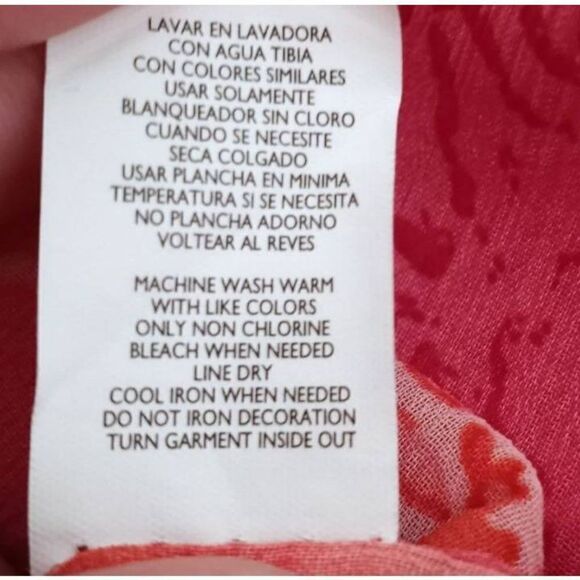 LAVAR EN LAVADORA
CON AGUA TIBIA
CON COLORES SIMILARES
USAR SOLAMENTE
BLANQUEADOR SIN CLORO
CUANDO SE NECESITE
SECA COLGADO
USAR PLANCHA EN MINIMA
TEMPERATURA SI SE NECESITA
NO PLANCHA ADORNO
VOLTEAR AL REVES
MACHINE WASH WARM
WITH LIKE COLORS
ONLY NON CHLORINE
BLEACH WHEN NEEDED
LINE DRY
COOL IRON WHEN NEEDED
DO NOT IRON DECORATION
TURN GARMENT INSIDE OUT